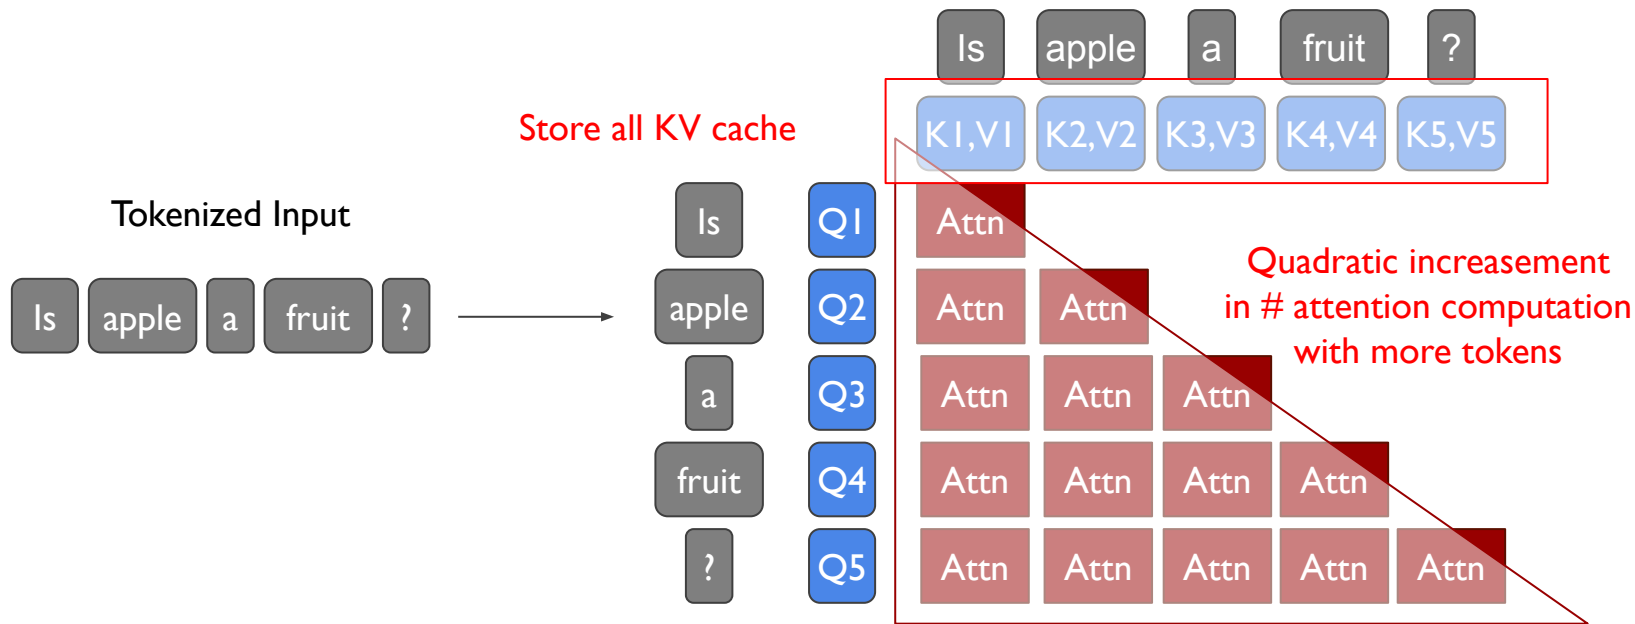 Is apple a fruit ?
Store all KV cache
K1,V1 K2,V2 K3,V3 K4,V4 K5,V5
Tokenized Input
Is apple a fruit ?
Is Q1 Attn
apple Q2 Attn Attn
a Q3 Attn Attn Attn
fruit Q4 Attn Attn Attn Attn
? Q5 Attn Attn Attn Attn Attn
Quadratic increasement
in # attention computation
with more tokens